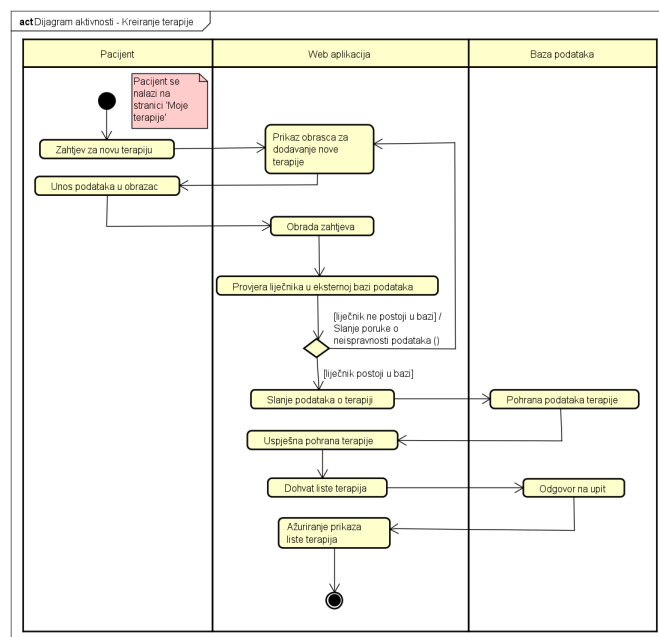 act Dijagram aktivnosti - Kreiranje terapije
Pacijent
Web aplikacija
Baza podataka
Pacijent se
nalazi na
stranici 'Moje
terapije'
Zahtjev za novu terapiju
Prikaz obrasca za
dodavanje nove
terapije
Unos podataka u obrazac
Obrada zahtjeva
Provjera liječnika u eksternoj bazi podataka
[liječnik ne postoji u bazi] /
Slanje poruke o
neispravnosti podataka ()
[liječnik postoji u bazi]
Slanje podataka o terapiji
Pohrana podataka terapije
Uspješna pohrana terapije
Dohvat liste terapija
Odgovor na upit
Ažuriranje prikaza
liste terapija